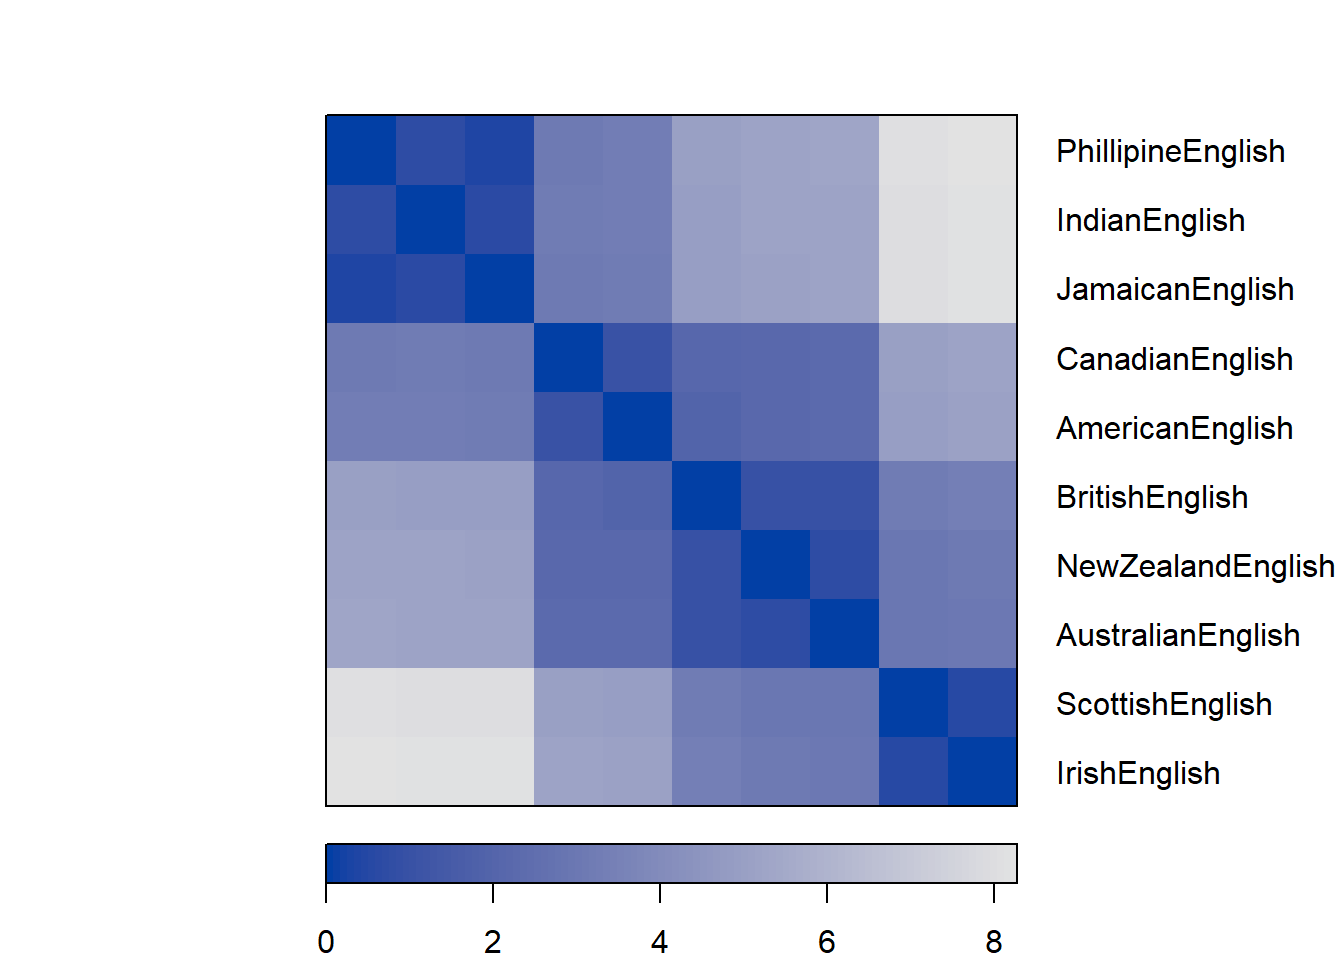 PhillipineEnglish
IndianEnglish
JamaicanEnglish
CanadianEnglish
AmericanEnglish
BritishEnglish
NewZealandEnglish
AustralianEnglish
ScottishEnglish
IrishEnglish
0 2 4 6 8